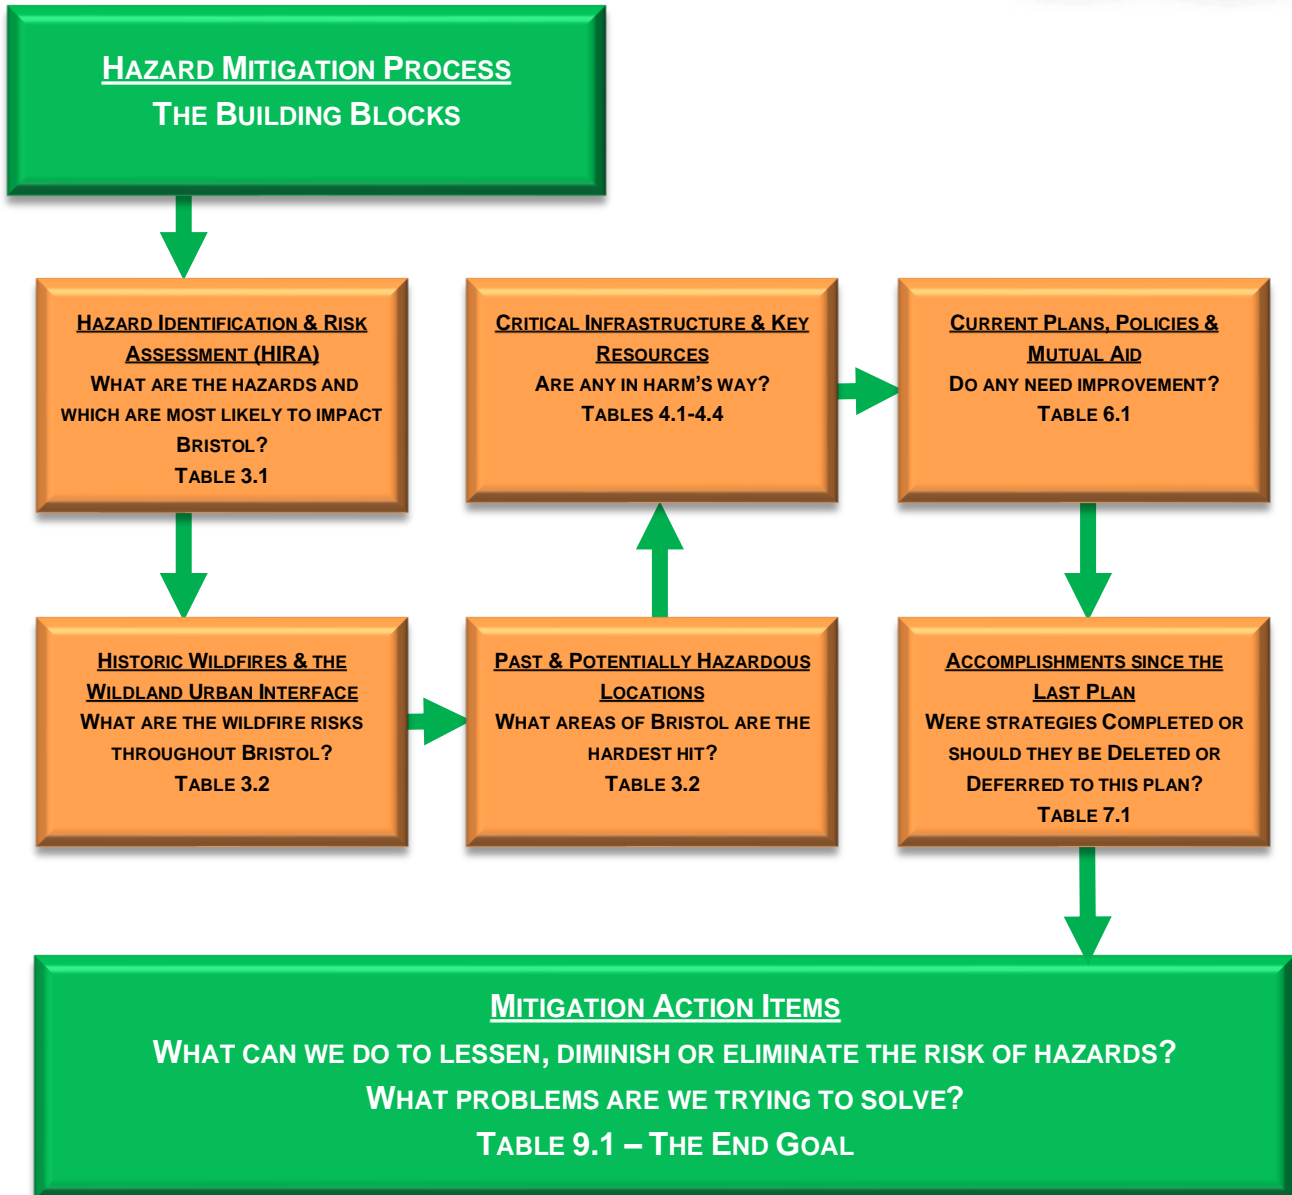 HAZARD MITIGATION PROCESS
THE BUILDING BLOCKS
HAZARD IDENTIFICATION & RISK
ASSESSMENT (HIRA)
WHAT ARE THE HAZARDS AND
WHICH ARE MOST LIKELY TO IMPACT
BRISTOL?
TABLE 3.1
HISTORIC WILDFIRES & THE
WILDLAND URBAN INTERFACE
WHAT ARE THE WILDFIRE RISKS
THROUGHOUT BRISTOL?
TABLE 3.2
PAST & POTENTIALLY HAZARDOUS
LOCATIONS
WHAT AREAS OF BRISTOL ARE THE
HARDEST HIT?
TABLE 3.2
CRITICAL INFRASTRUCTURE & KEY
RESOURCES
ARE ANY IN HARM'S WAY?
TABLES 4.1-4.4
CURRENT PLANS, POLICIES &
MUTUAL AID
DO ANY NEED IMPROVEMENT?
TABLE 6.1
ACCOMPLISHMENTS SINCE THE
LAST PLAN
WERE STRATEGIES COMPLETED OR
SHOULD THEY BE DELETED OR
DEFERRED TO THIS PLAN?
TABLE 7.1
MITIGATION ACTION ITEMS
WHAT CAN WE DO TO LESSEN, DIMINISH OR ELIMINATE THE RISK OF HAZARDS?
WHAT PROBLEMS ARE WE TRYING TO SOLVE?
TABLE 9.1 – THE END GOAL